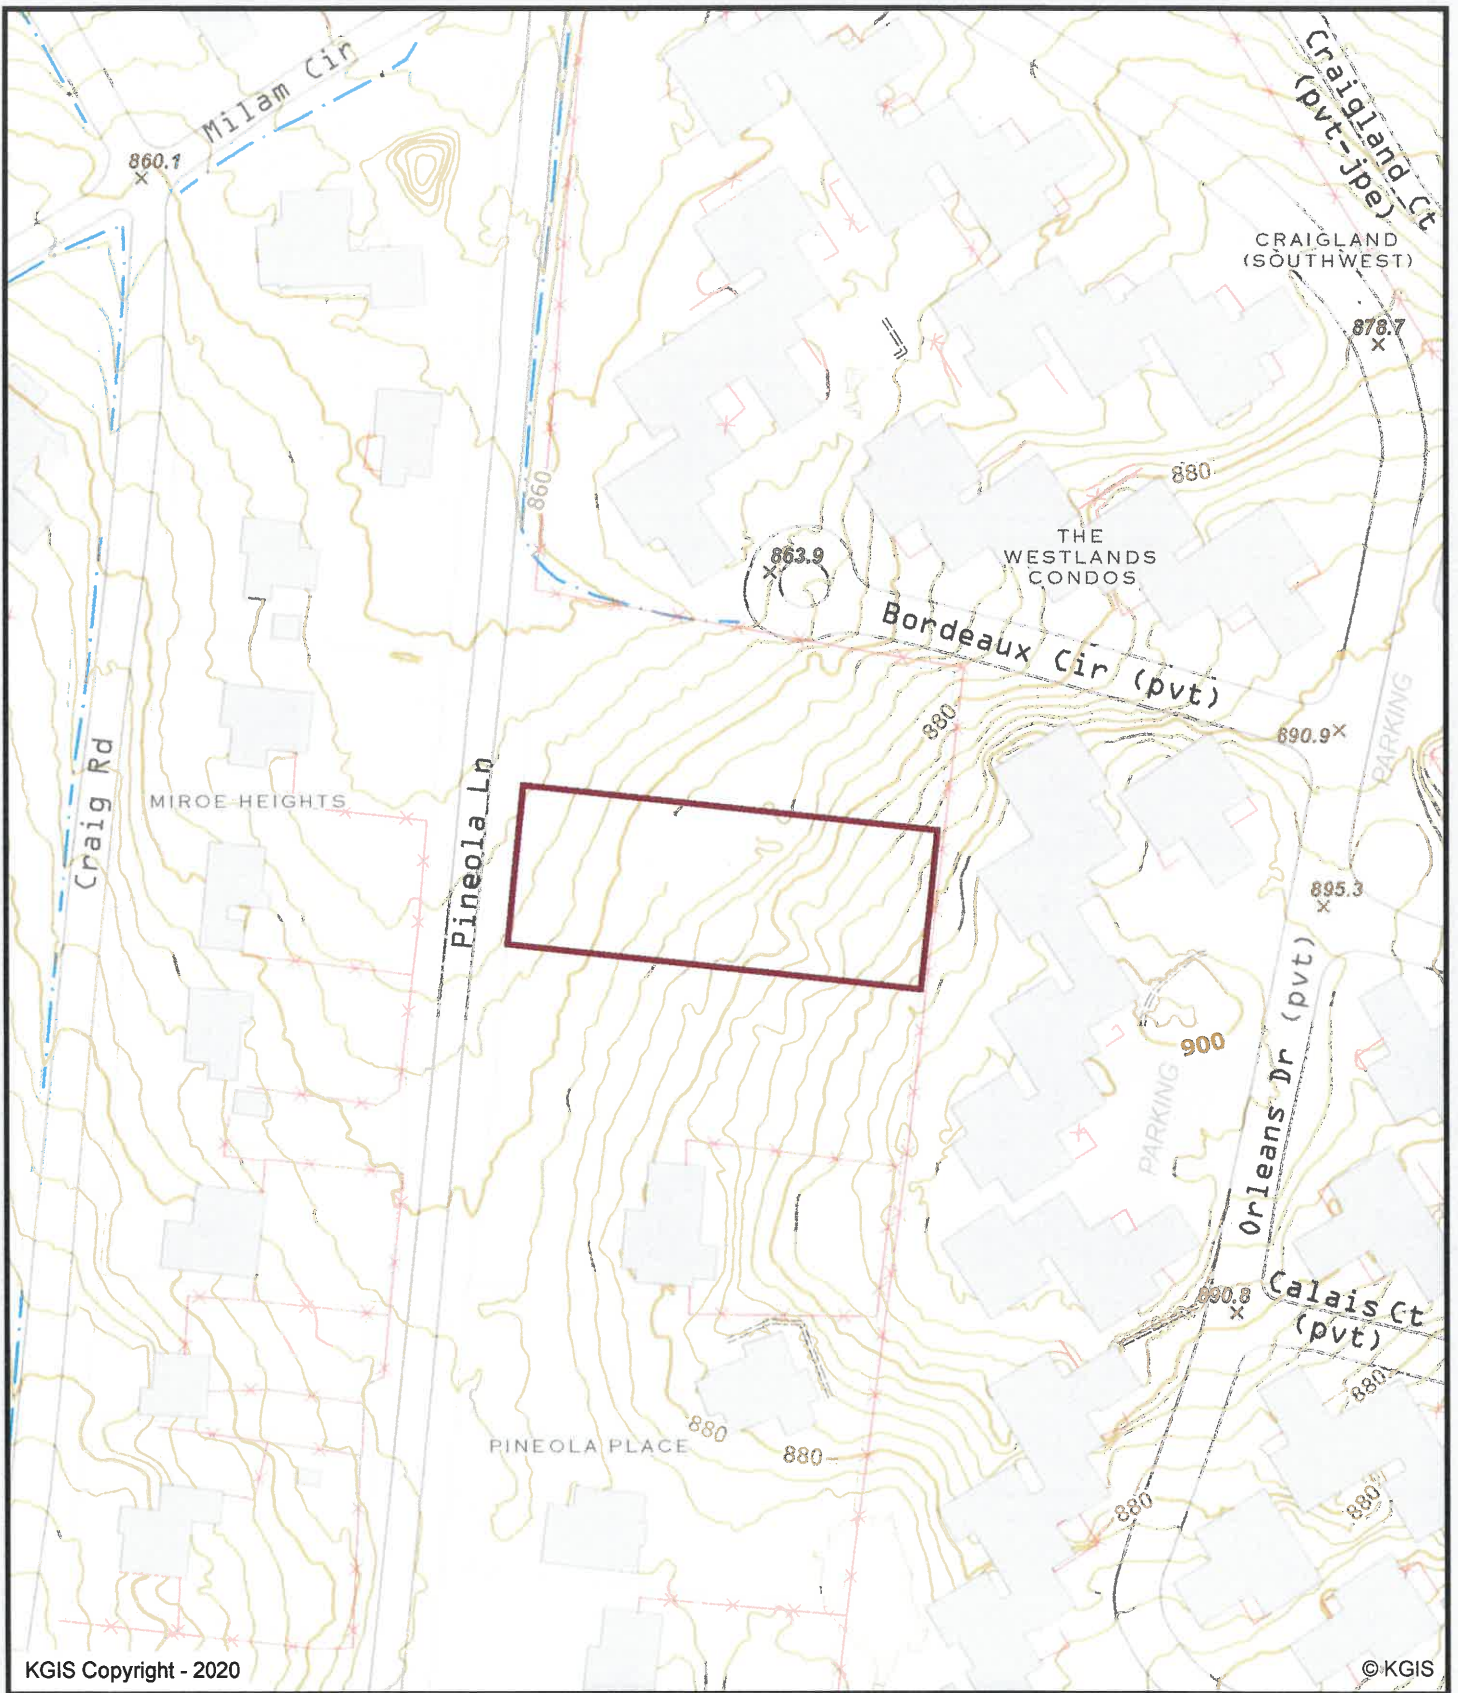 Milam Cir
860.1
Craigland Ct
(pvt-jpe)
CRAIGLAND
(SOUTHWEST)
878.7
860
880
THE
WESTLANDS
CONDOS
863.9
Bordeaux Cir (pvt)
880
890.9
PARKING
Craig Rd
MIROE HEIGHTS
Pineola Ln
895.3
900
PARKING
Orleans Dr (pvt)
890.8
Calais Ct
(pvt)
880
PINEOLA PLACE
880
880
880
880
KGIS Copyright - 2020
© KGIS